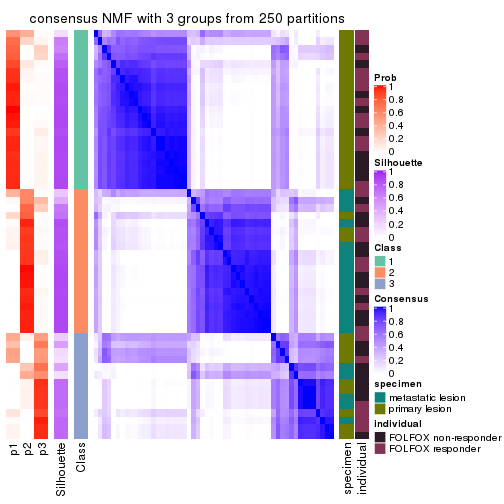 consensus NMF with 3 groups from 250 partitions
Prob
1
0.8
0.6
0.4
0.2
0
Silhouette
1
0.8
0.6
0.4
0.2
0
Class
1
2
3
Consensus
1
0.8
0.6
0.4
0.2
0
specimen
metastatic lesion
primary lesion
individual
FOLFOX non-responder
FOLFOX responder
p1
p2
p3
Silhouette
Class
specimen
individual